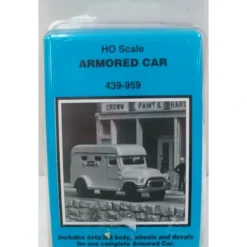 HO Scale
ARMORED CAR
439-959
CROWN PAINT & HARD
includes detailed body, wheels and decals
for one complete Armored Car.